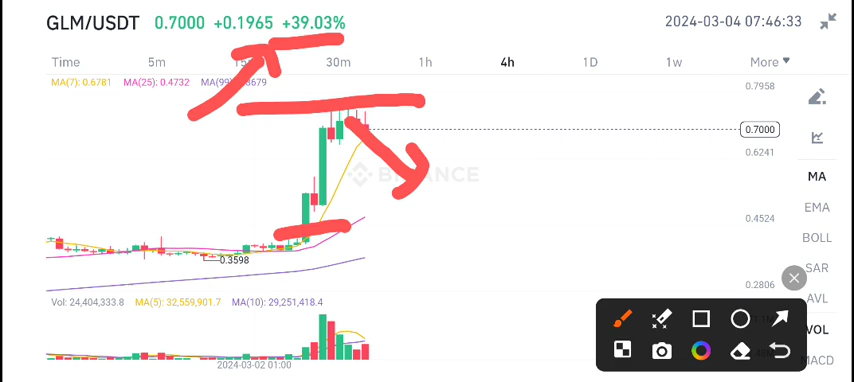 GLM/USDT 0.7000 +0.1965 +39.03% 2024-03-04 07:46:33
Time 5m 30m 1h 4h 1D 1w More
MA(7): 0.6781 MA(25): 0.4732 MA(99):
0.7958
0.7000
0.6241
BINANCE
MA
EMA
0.4524
BOLL
0.3598
SAR
0.2806
AVL
Vol: 24,404,333.8 MA(5): 32,559,901.7 MA(10): 29,251,418.4
VOL
MACD
2024-03-02 01:00